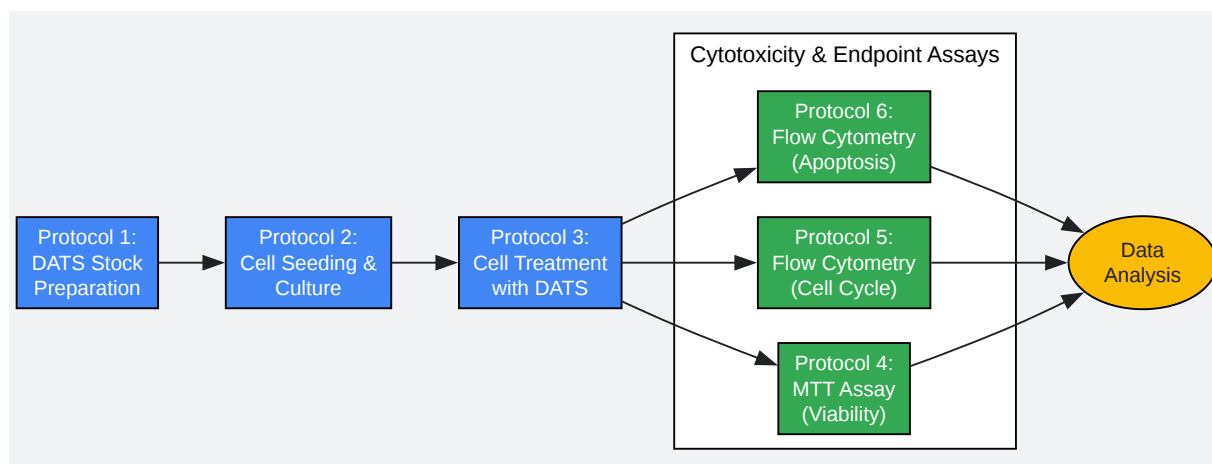 Cytotoxicity & Endpoint Assays
Protocol 6:
Flow Cytometry
(Apoptosis)
Protocol 1:
DATS Stock
Preparation
Protocol 2:
Cell Seeding &
Culture
Protocol 3:
Cell Treatment
with DATS
Protocol 5:
Flow Cytometry
(Cell Cycle)
Data
Analysis
Protocol 4:
MTT Assay
(Viability)